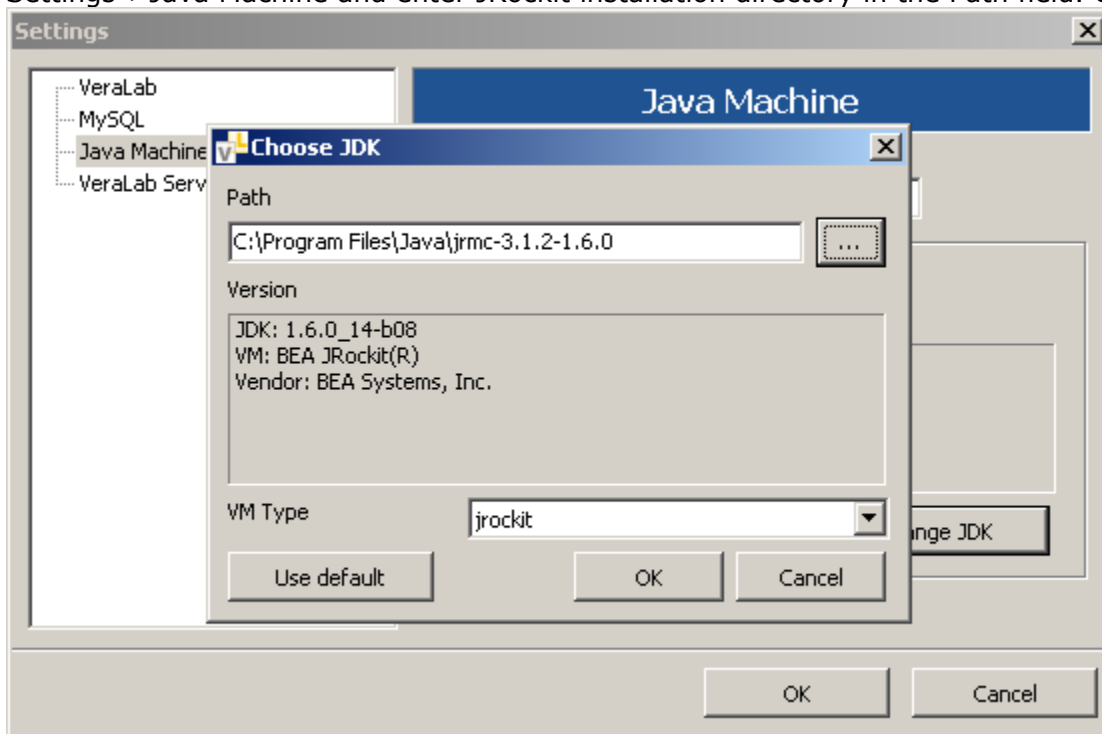 Settings
VeraLab
MySQL
Java Machine
VeraLab Serv
Java Machine
Choose JDK
Path
C:\Program Files\Java\jrmc-3.1.2-1.6.0
...
Version
JDK: 1.6.0_14-b08
VM: BEA JRockit(R)
Vendor: BEA Systems, Inc.
VM Type
jrockit
ange JDK
Use default
OK
Cancel
OK
Cancel